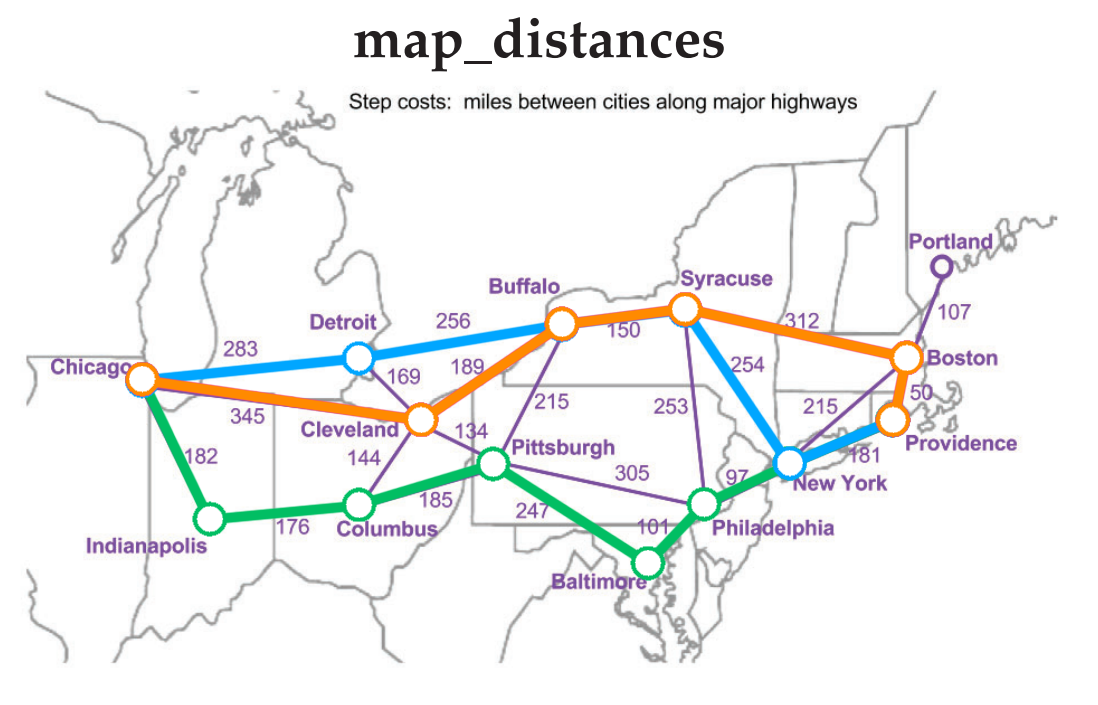 map_distances
Step costs:  miles between cities along major highways
Portland
Syracuse
Buffalo
107
Detroit
256
150
312
283
Chicago
Boston
189
254
169
50
345
215
253
215
Cleveland
134
Providence
Pittsburgh
182
144
305
181
97
New York
185
247
176
Columbus
101
Philadelphia
Indianapolis
Baltimore